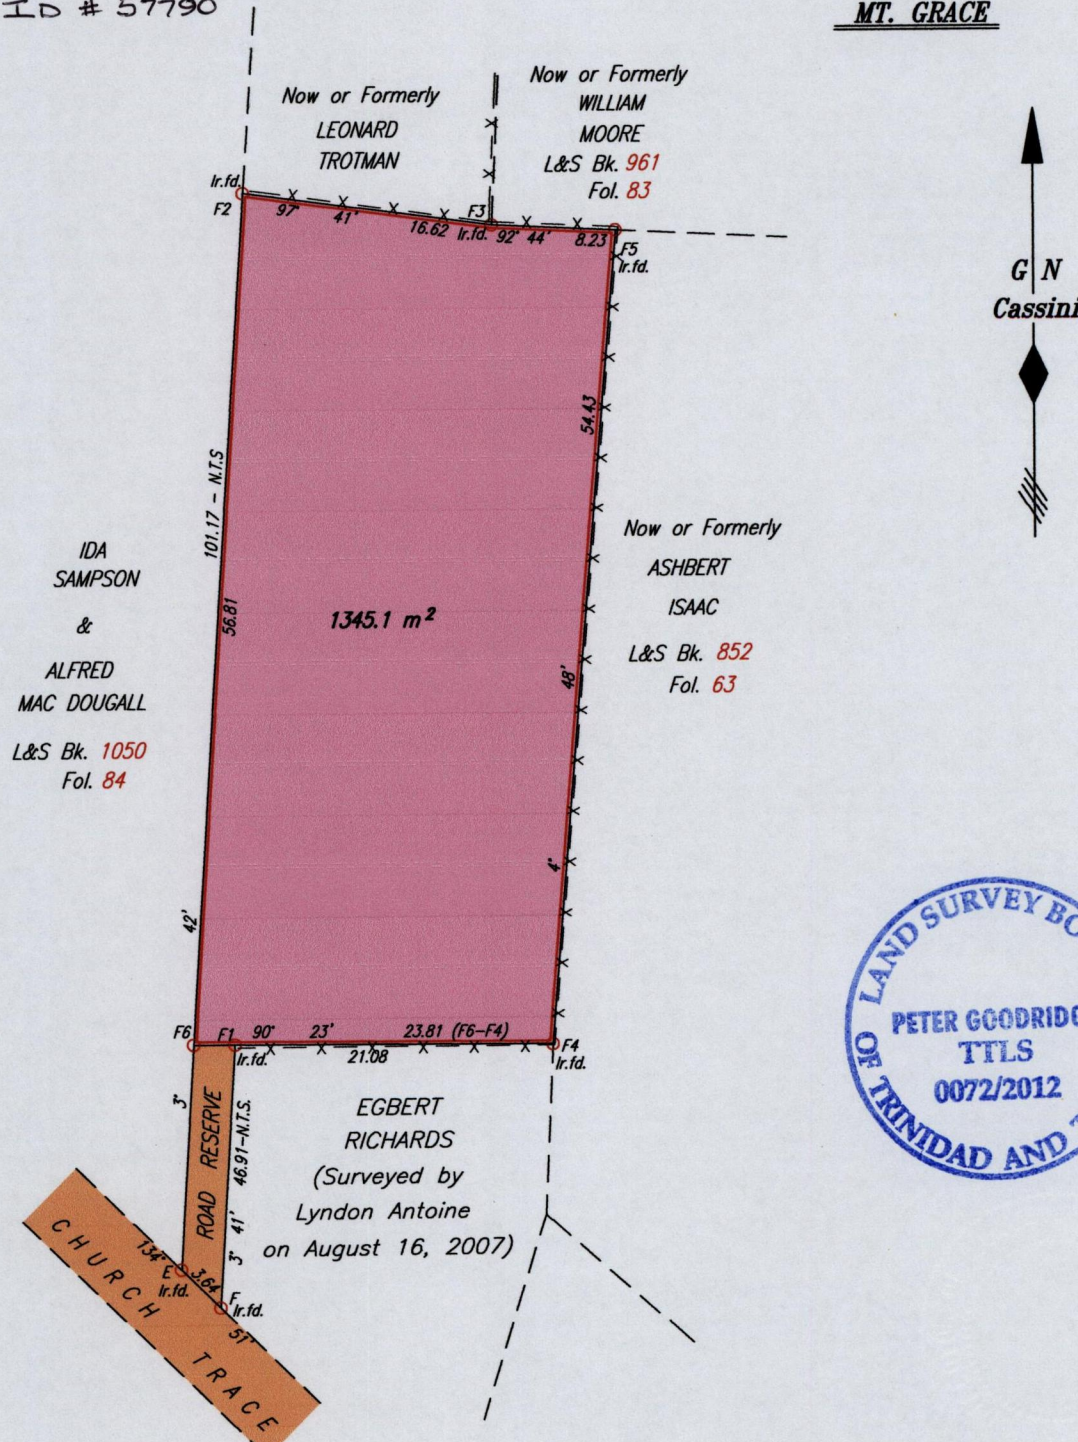 ID # 57790
MT. GRACE
Now or Formerly
LEONARD
TROTMAN
Now or Formerly
WILLIAM
MOORE
L&S Bk. 961
Fol. 83
Ir.fd.
F2
97° 41' 16.62
F3
Ir.fd.
92° 44' 8.23
F5
Ir.fd.
G N
Cassini
54.43
101.17 - N.T.S
56.81
1345.1 m²
IDA
SAMPSON
&
ALFRED
MAC DOUGALL
L&S Bk. 1050
Fol. 84
Now or Formerly
ASHBERT
ISAAC
L&S Bk. 852
Fol. 63
48'
4°
42'
F6
F1
90° 23' 23.81 (F6-F4)
Ir.fd.
21.08
F4
Ir.fd.
3°
ROAD RESERVE
46.91-N.T.S.
41'
3°
EGBERT
RICHARDS
(Surveyed by
Lyndon Antoine
on August 16, 2007)
134°
E
Ir.fd.
3.64
F
Ir.fd.
51'
CHURCH TRACE
LAND SURVEY
OF TRINIDAD AND
PETER
TTLS
0072/2012